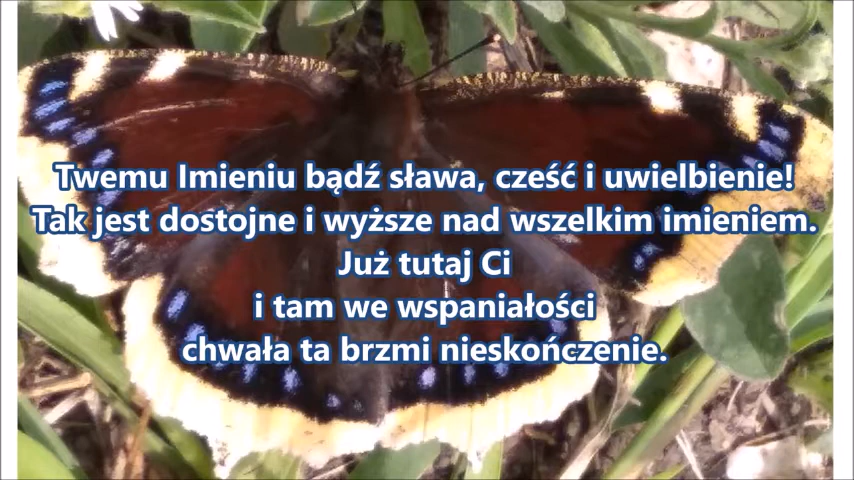 Twemu Imieniu bądź sława, cześć i uwielbienie!
Tak jest dostojne i wyższe nad wszelkim imieniem.
Już tutaj Ci
i tam we wspaniałości
chwała ta brzmi nieskończenie.